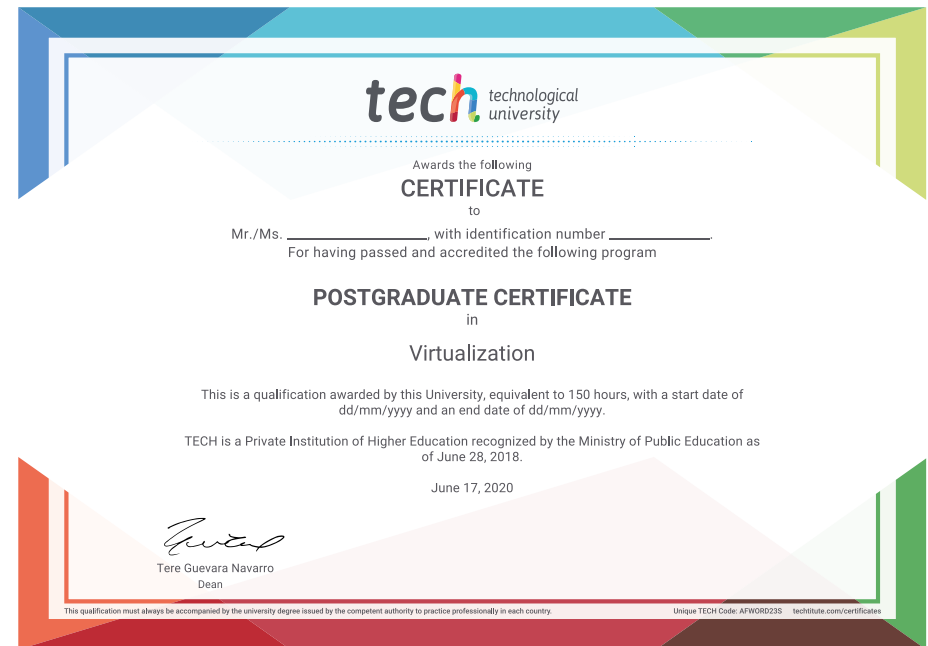 tech technological
university
Awards the following
CERTIFICATE
to
Mr./Ms. ____________________, with identification number ______________.
For having passed and accredited the following program
POSTGRADUATE CERTIFICATE
in
Virtualization
This is a qualification awarded by this University, equivalent to 150 hours, with a start date of
dd/mm/yyyy and an end date of dd/mm/yyyy.
TECH is a Private Institution of Higher Education recognized by the Ministry of Public Education as
of June 28, 2018.
June 17, 2020
Tere Guevara Navarro
Dean
This qualification must always be accompanied by the university degree issued by the competent authority to practice professionally in each country. Unique TECH Code: AFWORD23S techtitute.com/certificates